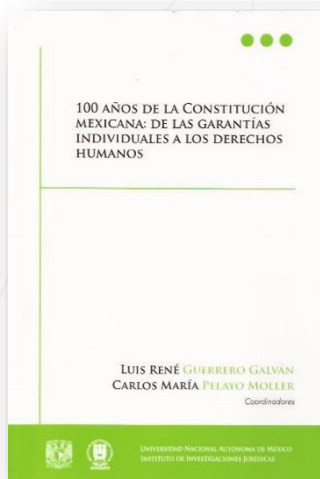 100 AÑOS DE LA CONSTITUCIÓN
MEXICANA: DE LAS GARANTÍAS
INDIVIDUALES A LOS DERECHOS
HUMANOS
LUIS RENÉ GUERRERO GALVÁN
CARLOS MARÍA PELAYO MOLLER
Coordinadores
UNIVERSIDAD NACIONAL AUTÓNOMA DE MÉXICO
INSTITUTO DE INVESTIGACIONES JURÍDICAS